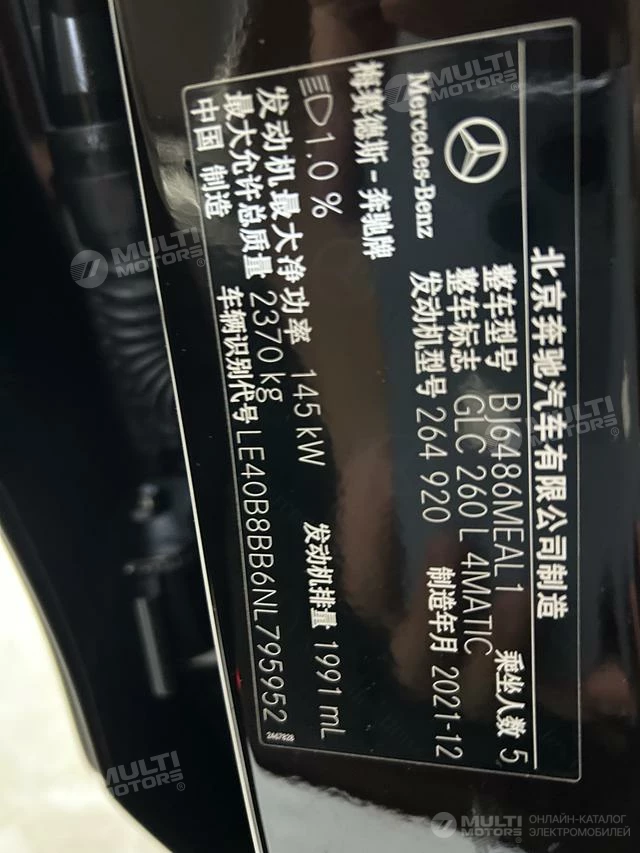 北京奔驰汽车有限公司制造
Mercedes-Benz
梅赛德斯-奔驰牌
整车型号 BJ6486MEAL1 乘坐人数 5
整车标志 GLC 260 L 4MATIC
发动机型号 264 920 制造年月 2021-12
1.0 %
发动机最大净功率 145 kW 发动机排量 1991 mL
最大允许总质量 2370 kg
中国 制造 车辆识别代号 LE40B8BB6NL795952
2467828
MULTI
MOTORS
MULTI
MOTORS
MULTI
MOTORS
MULTI
MOTORS
MULTI
MOTORS
ОНЛАЙН-КАТАЛОГ
ЭЛЕКТРОМОБИЛЕЙ